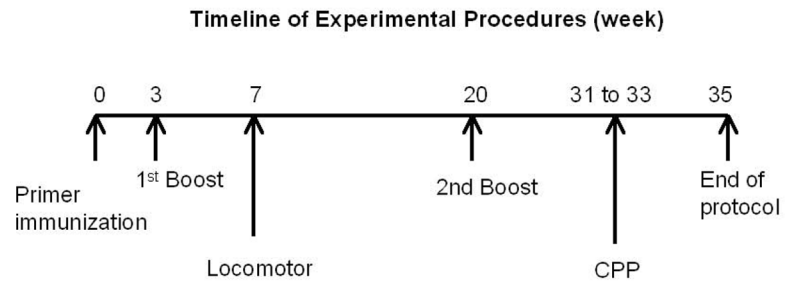 Timeline of Experimental Procedures (week)
0 3 7 20 31 to 33 35
Primer immunization
1st Boost
Locomotor
2nd Boost
CPP
End of protocol